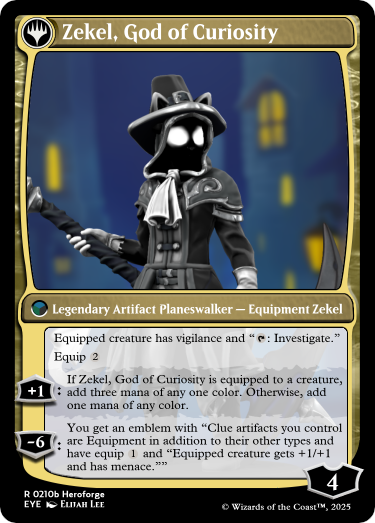 Zekel, God of Curiosity
Legendary Artifact Planeswalker — Equipment Zekel
Equipped creature has vigilance and “ : Investigate.”
Equip 2
+1 : If Zekel, God of Curiosity is equipped to a creature,
add three mana of any one color. Otherwise, add
one mana of any color.
-6 : You get an emblem with “Clue artifacts you control
are Equipment in addition to their other types and
have equip 1 and “Equipped creature gets +1/+1
and has menace.””
4
R 0210b Heroforge
EYE Elijah Lee
© Wizards of the Coast™, 2025